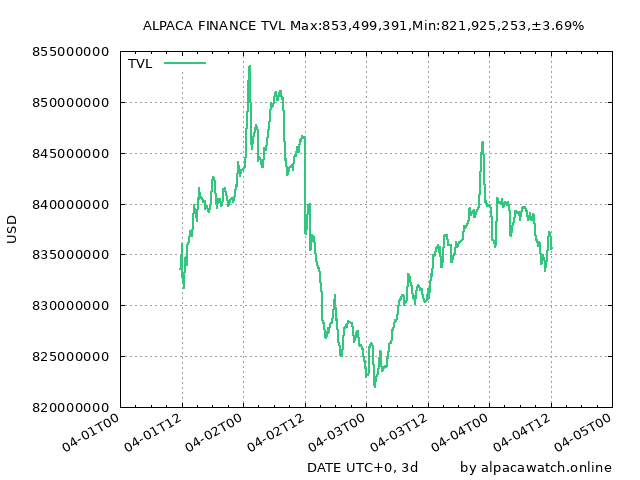 ALPACA FINANCE TVL Max:853,499,391,Min:821,925,253,±3.69%
855000000
TVL
850000000
845000000
840000000
835000000
830000000
825000000
820000000
USD
04-01T00
04-01T12
04-02T00
04-02T12
04-03T00
04-03T12
04-04T00
04-04T12
04-05T00
DATE UTC+0, 3d
by alpacawatch.online